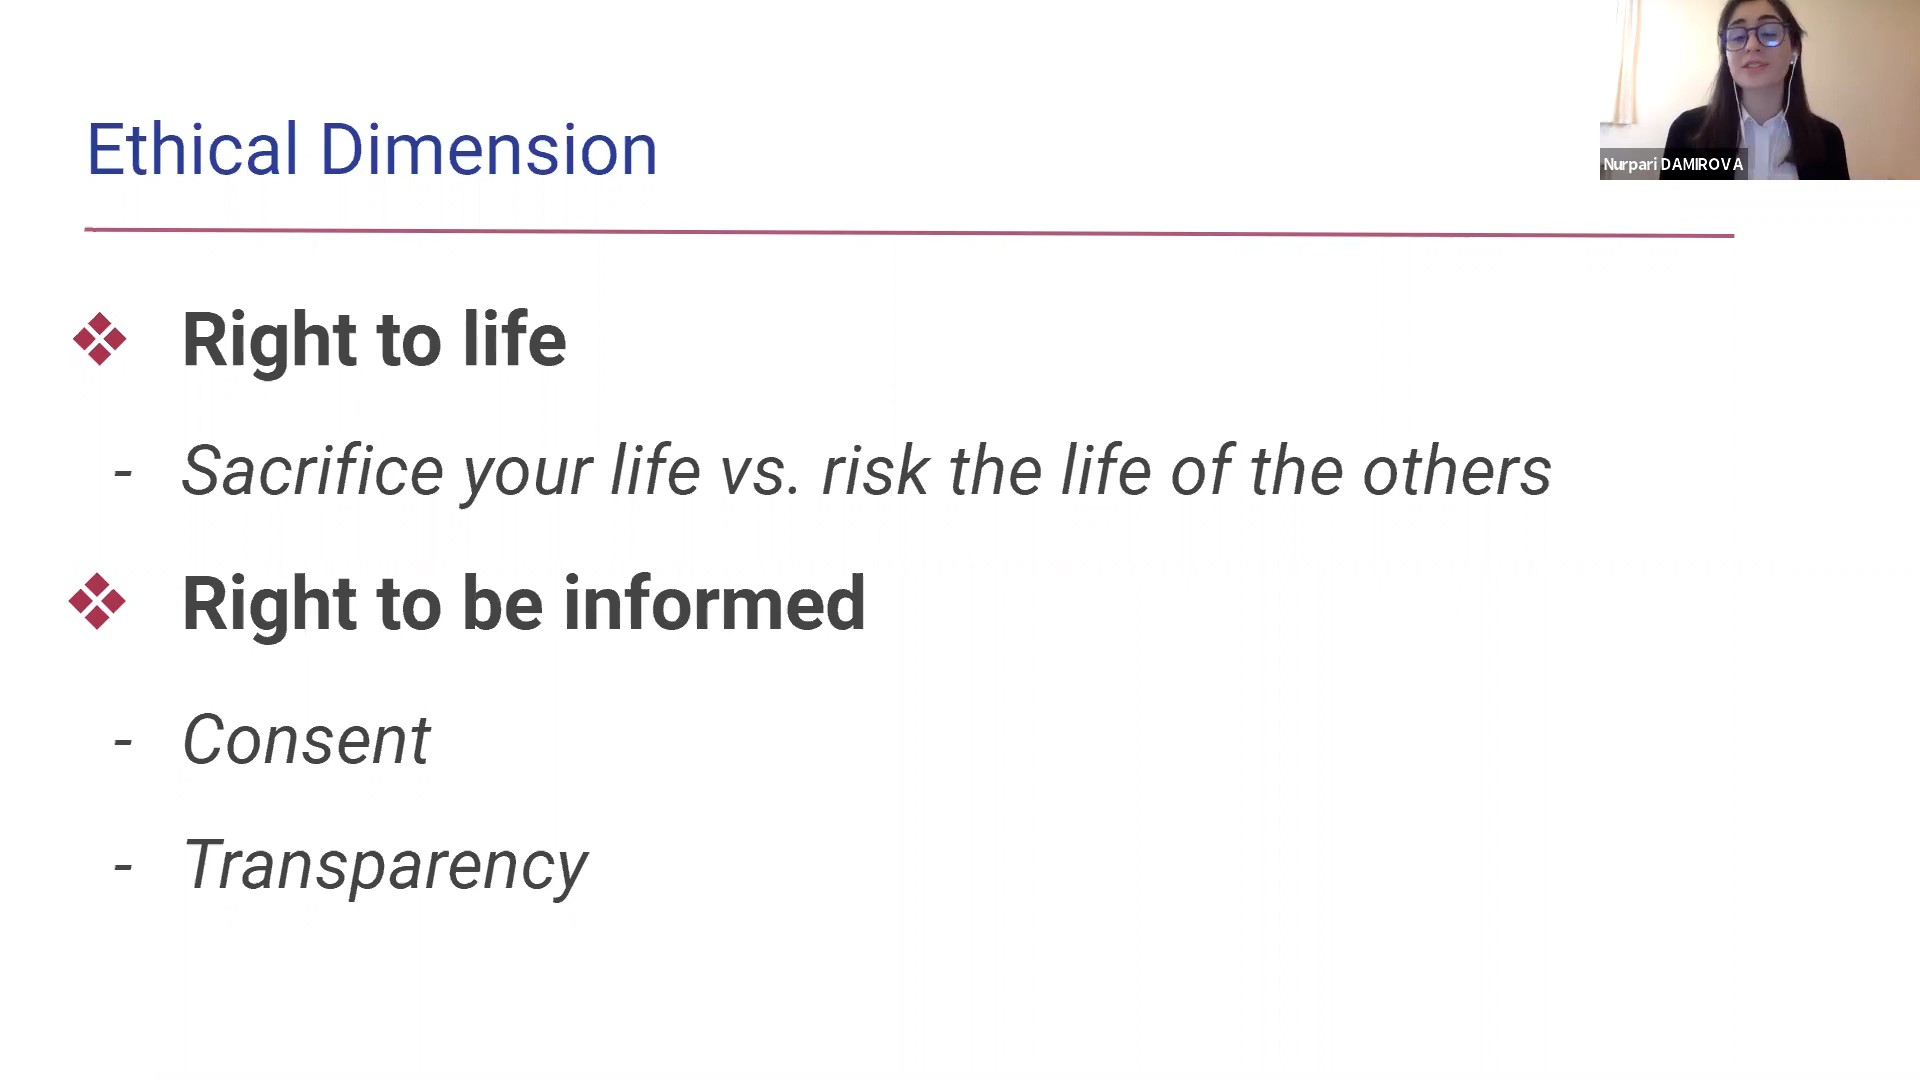 Ethical Dimension
Nurpari DAMIROVA
Right to life
- Sacrifice your life vs. risk the life of the others
Right to be informed
- Consent
- Transparency